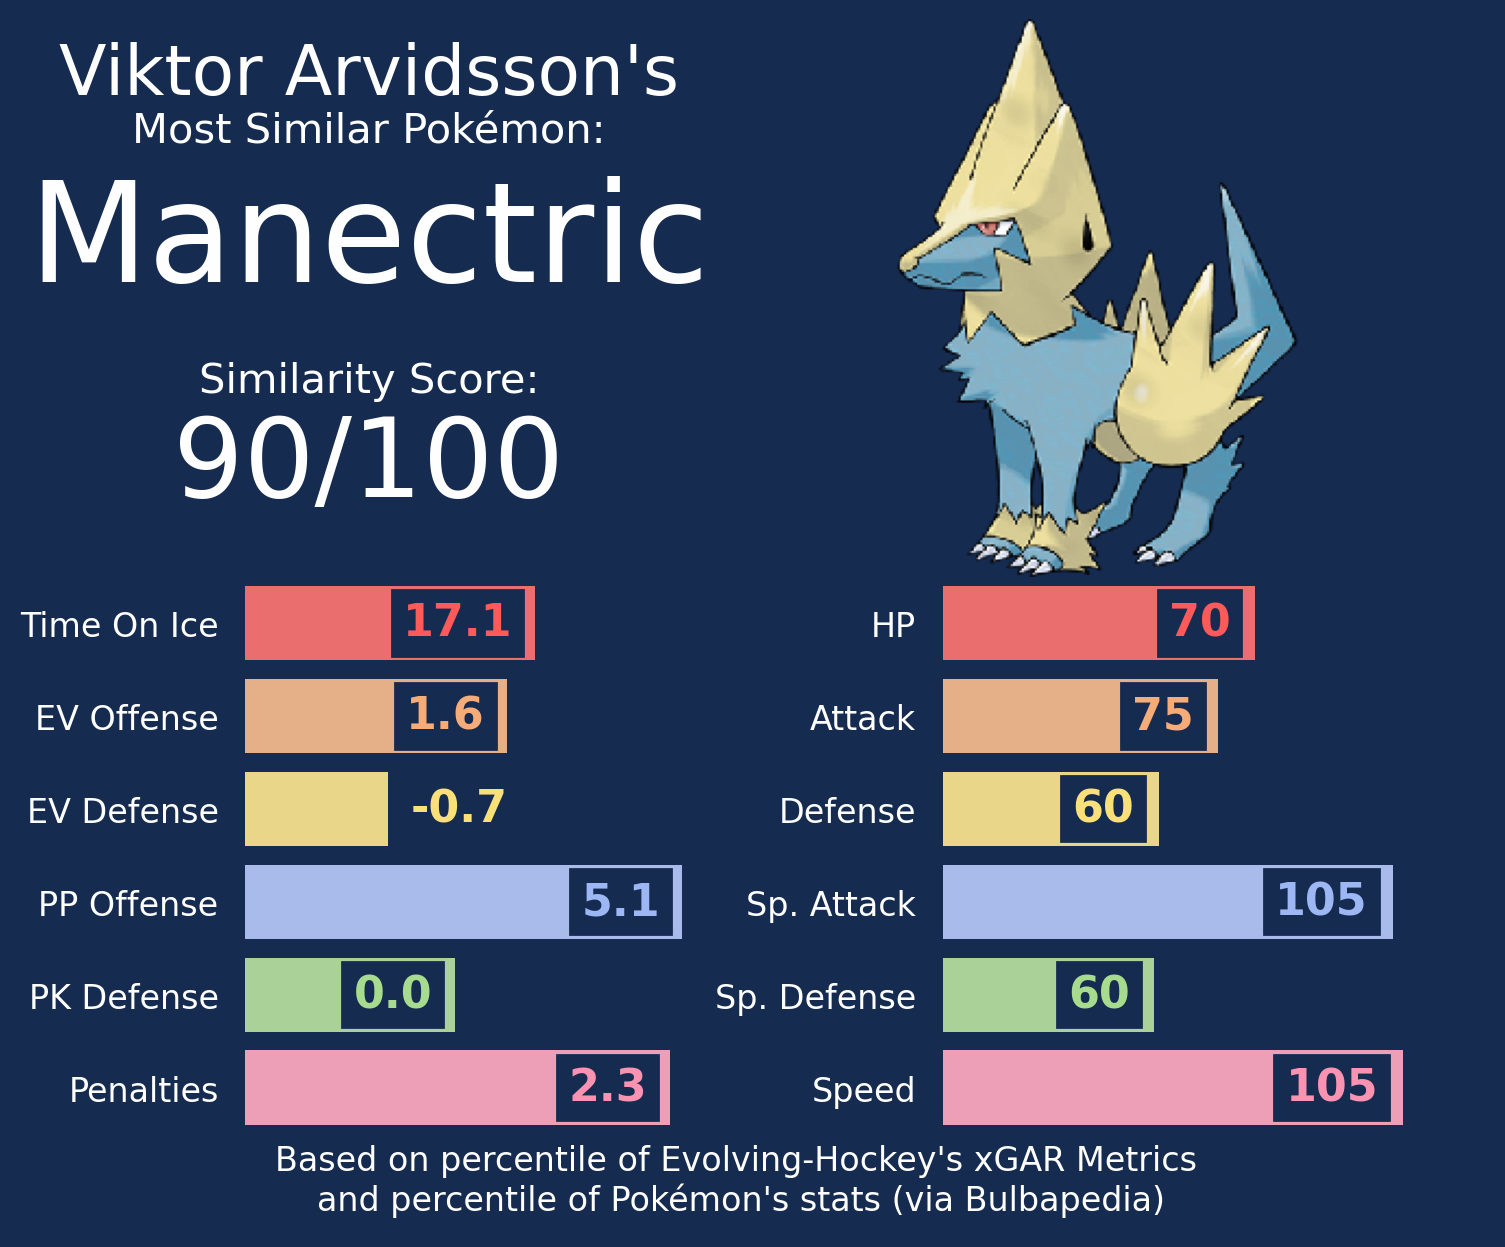 Viktor Arvidsson's
Most Similar Pokémon:
Manectric
Similarity Score:
90/100
Time On Ice 17.1
EV Offense 1.6
EV Defense -0.7
PP Offense 5.1
PK Defense 0.0
Penalties 2.3
HP 70
Attack 75
Defense 60
Sp. Attack 105
Sp. Defense 60
Speed 105
Based on percentile of Evolving-Hockey's xGAR Metrics
and percentile of Pokémon's stats (via Bulbapedia)